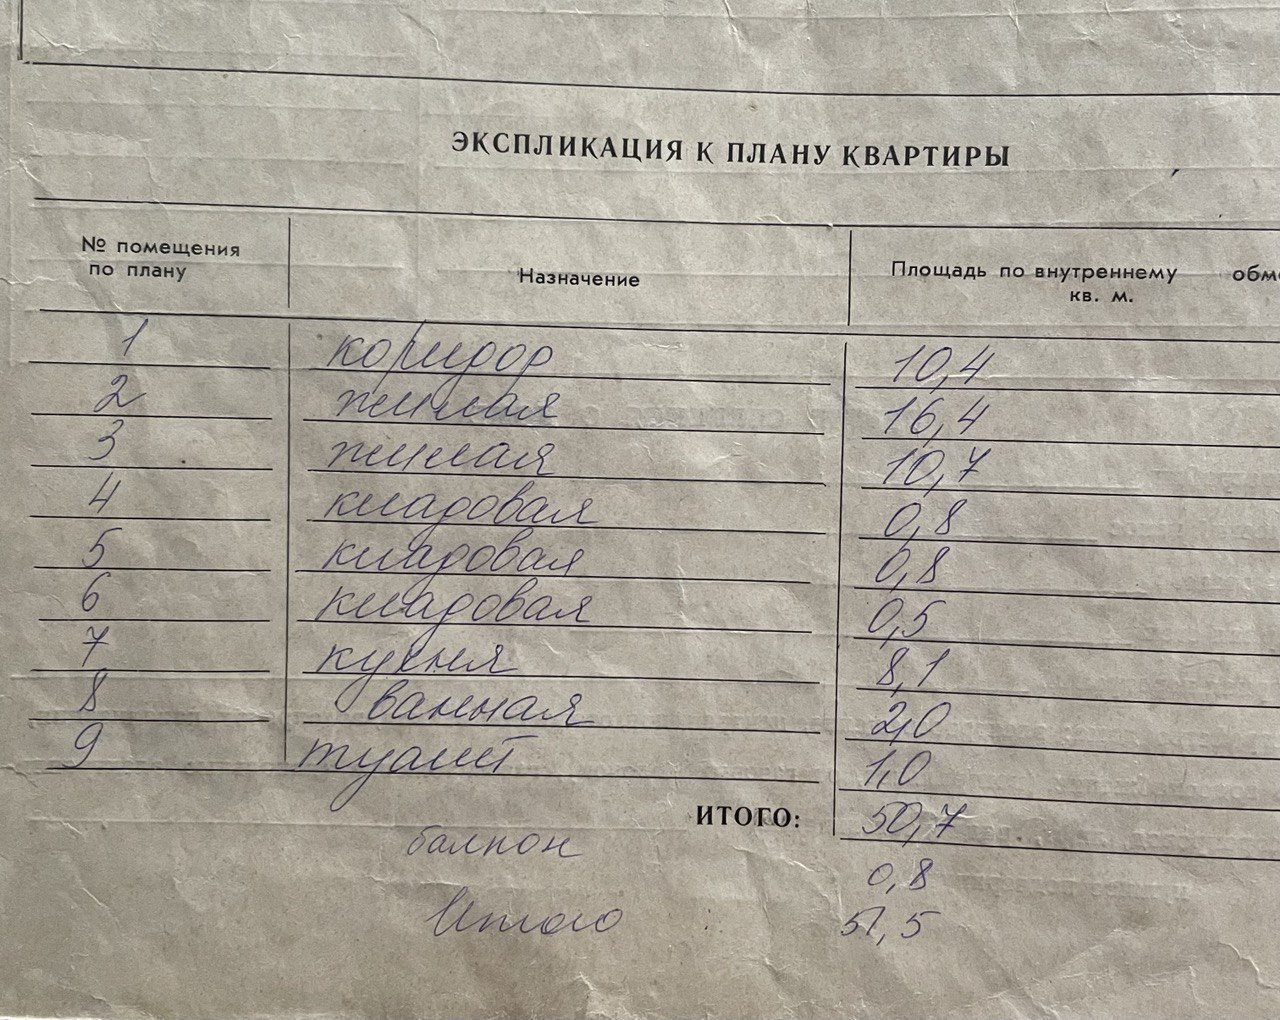 ЭКСПЛИКАЦИЯ К ПЛАНУ КВАРТИРЫ
№ помещения по плану Назначение Площадь по внутреннему обме
кв. м.
1 коридор 10,4
2 жилая 16,4
3 жилая 10,7
4 кладовая 0,8
5 кладовая 0,8
6 кладовая 0,5
7 кухня 8,1
8 ванная 2,0
9 туалет 1,0
ИТОГО: 50,7
балкон 0,8
Итого 51,5